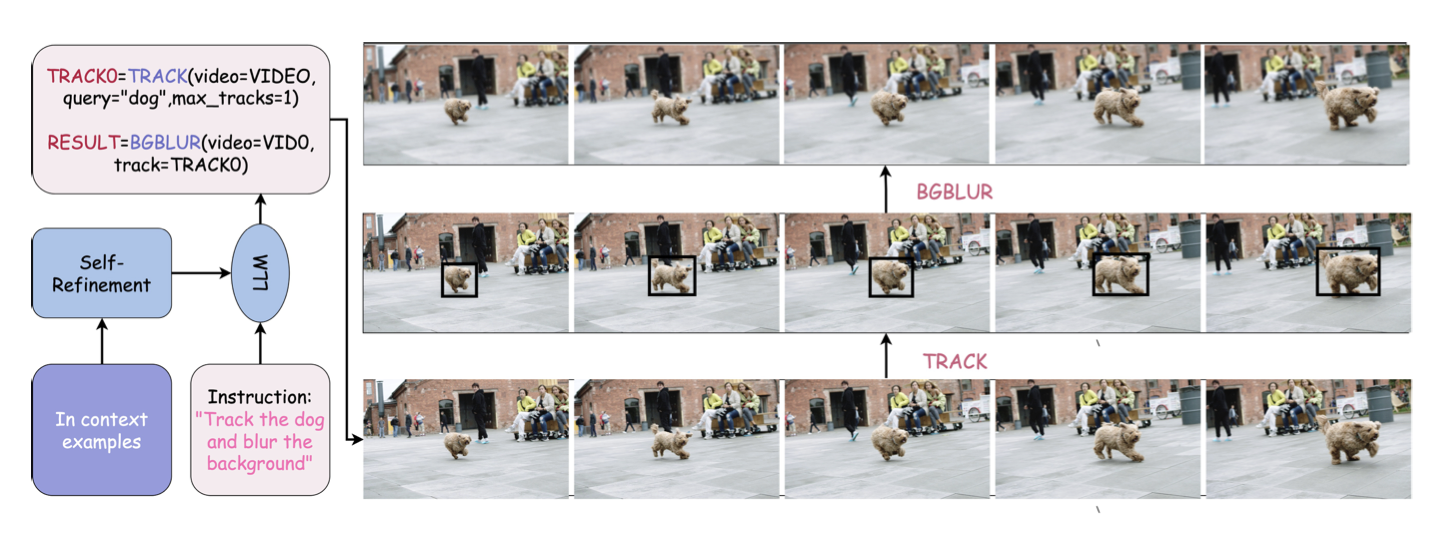 TRACK0=TRACK(video=VIDEO,
query="dog",max_tracks=1)
RESULT=BGBLUR(video=VID0,
track=TRACK0)
Self-
Refinement
LLM
In context
examples
Instruction:
"Track the dog
and blur the
background"
BGBLUR
TRACK